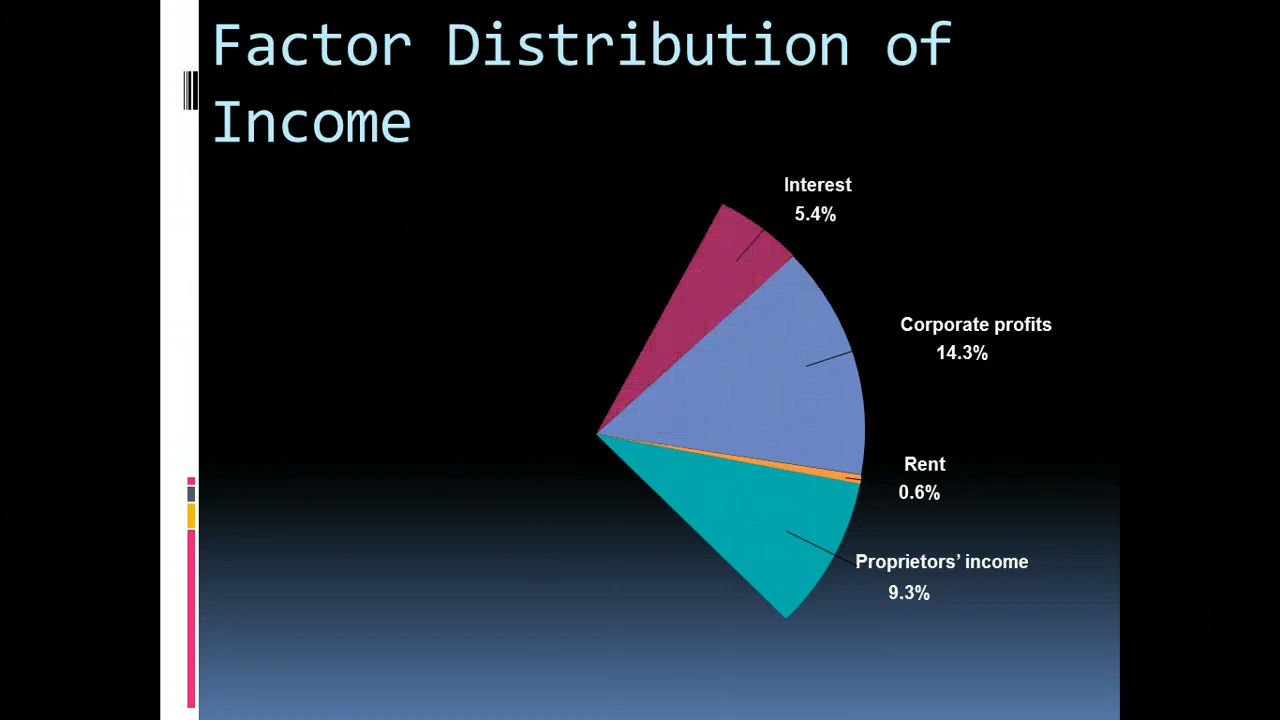 Factor Distribution of
Income
Interest
5.4%
Corporate profits
14.3%
Rent
0.6%
Proprietors’ income
9.3%